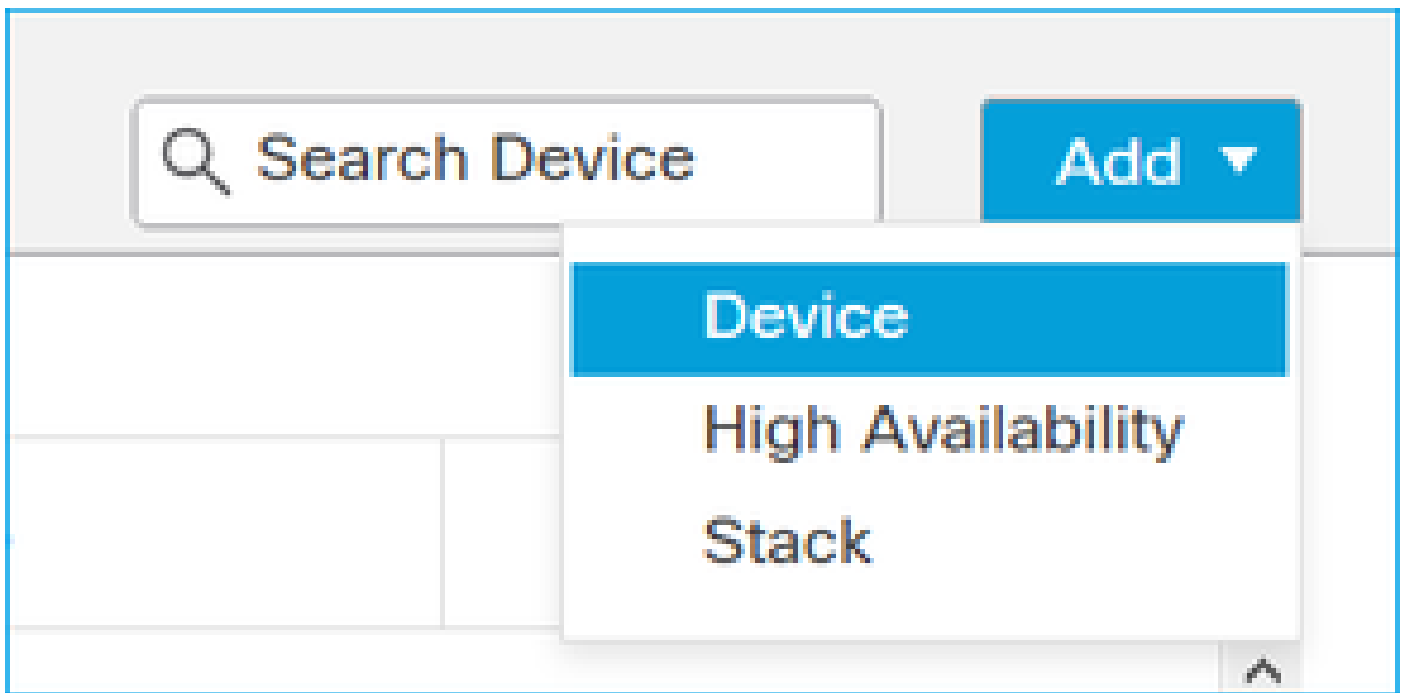 Search Device
Add
Device
High Availability
Stack